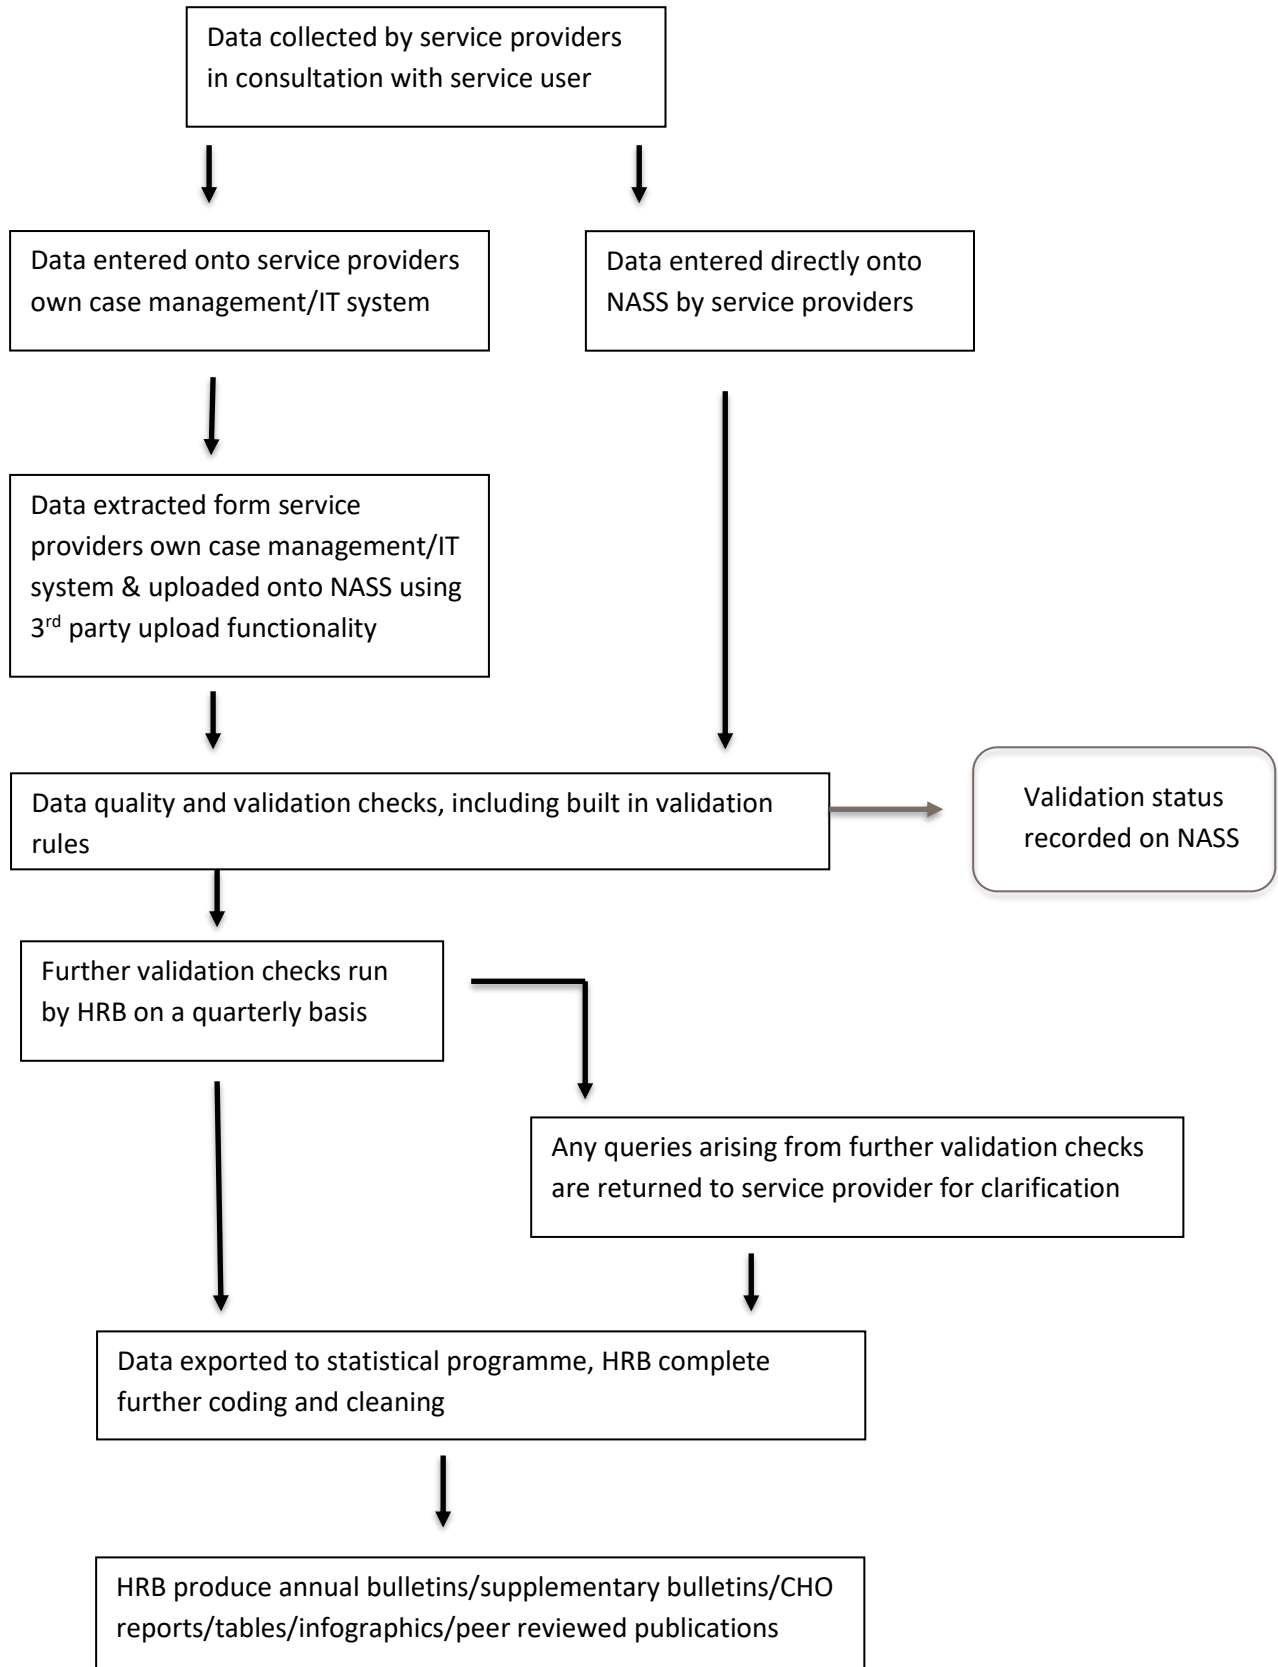 Data collected by service providers
in consultation with service user
Data entered onto service providers
own case management/IT system
Data entered directly onto
NASS by service providers
Data extracted form service
providers own case management/IT
system & uploaded onto NASS using
3rd party upload functionality
Data quality and validation checks, including built in validation
rules
Validation status
recorded on NASS
Further validation checks run
by HRB on a quarterly basis
Any queries arising from further validation checks
are returned to service provider for clarification
Data exported to statistical programme, HRB complete
further coding and cleaning
HRB produce annual bulletins/supplementary bulletins/CHO
reports/tables/infographics/peer reviewed publications